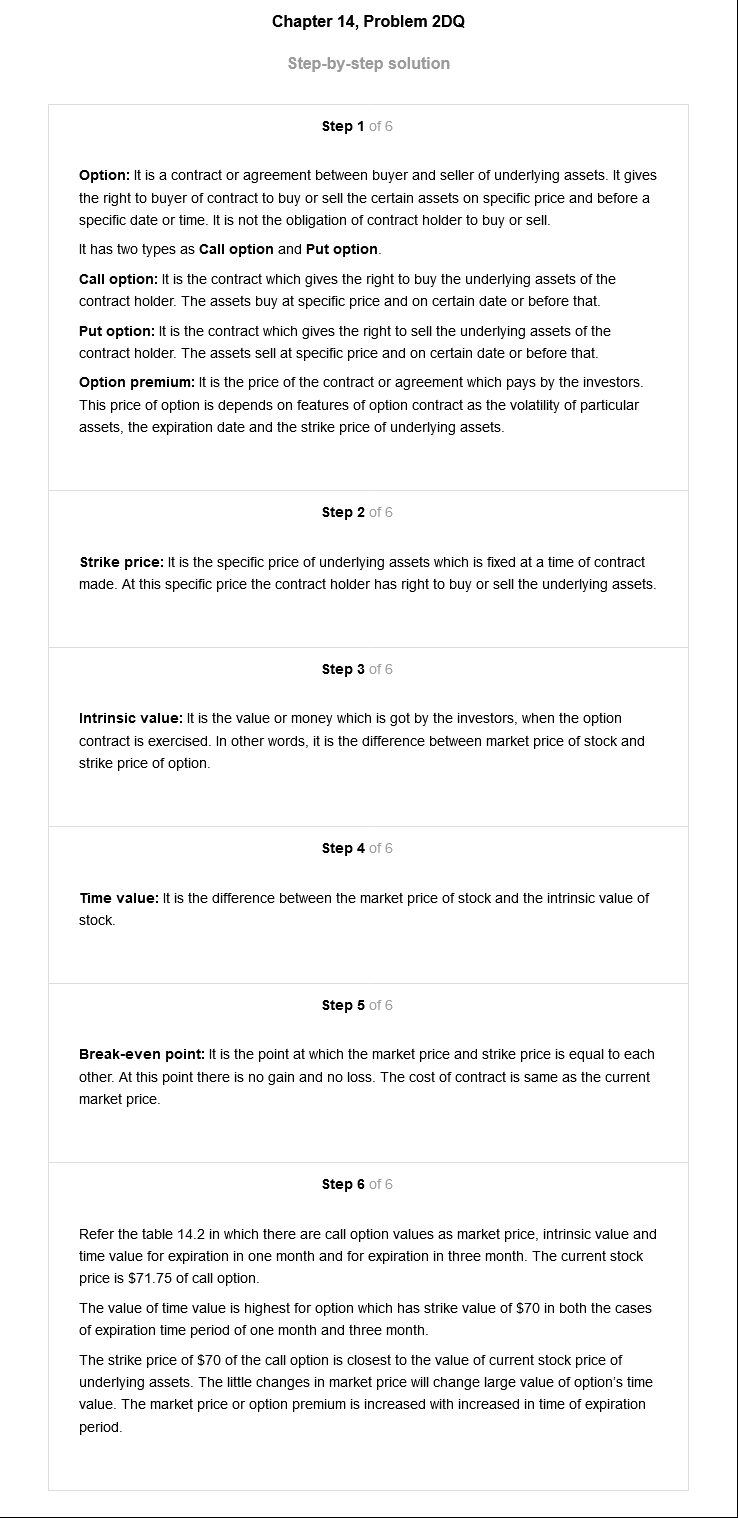 Chapter 14, Problem 2DQ
Step-by-step solution
Step 1 of 6
Option: It is a contract or agreement between buyer and seller of underlying assets. It gives
the right to buyer of contract to buy or sell the certain assets on specific price and before a
specific date or time. It is not the obligation of contract holder to buy or sell.
It has two types as Call option and Put option.
Call option: It is the contract which gives the right to buy the underlying assets of the
contract holder. The assets buy at specific price and on certain date or before that.
Put option: It is the contract which gives the right to sell the underlying assets of the
contract holder. The assets sell at specific price and on certain date or before that.
Option premium: It is the price of the contract or agreement which pays by the investors.
This price of option is depends on features of option contract as the volatility of particular
assets, the expiration date and the strike price of underlying assets.
Step 2 of 6
Strike price: It is the specific price of underlying assets which is fixed at a time of contract
made. At this specific price the contract holder has right to buy or sell the underlying assets.
Step 3 of 6
Intrinsic value: It is the value or money which is got by the investors, when the option
contract is exercised. In other words, it is the difference between market price of stock and
strike price of option.
Step 4 of 6
Time value: It is the difference between the market price of stock and the intrinsic value of
stock.
Step 5 of 6
Break-even point: It is the point at which the market price and strike price is equal to each
other. At this point there is no gain and no loss. The cost of contract is same as the current
market price.
Step 6 of 6
Refer the table 14.2 in which there are call option values as market price, intrinsic value and
time value for expiration in one month and for expiration in three month. The current stock
price is $71.75 of call option.
The value of time value is highest for option which has strike value of $70 in both the cases
of expiration time period of one month and three month.
The strike price of $70 of the call option is closest to the value of current stock price of
underlying assets. The little changes in market price will change large value of option's time
value. The market price or option premium is increased with increased in time of expiration
period.